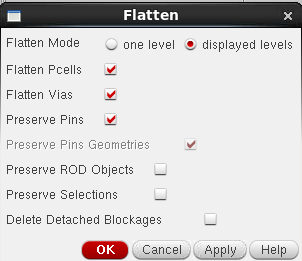 Flatten
Flatten Mode one level displayed levels
Flatten Pcells
Flatten Vias
Preserve Pins
Preserve Pins Geometries
Preserve ROD Objects
Preserve Selections
Delete Detached Blockages
OK Cancel Apply Help